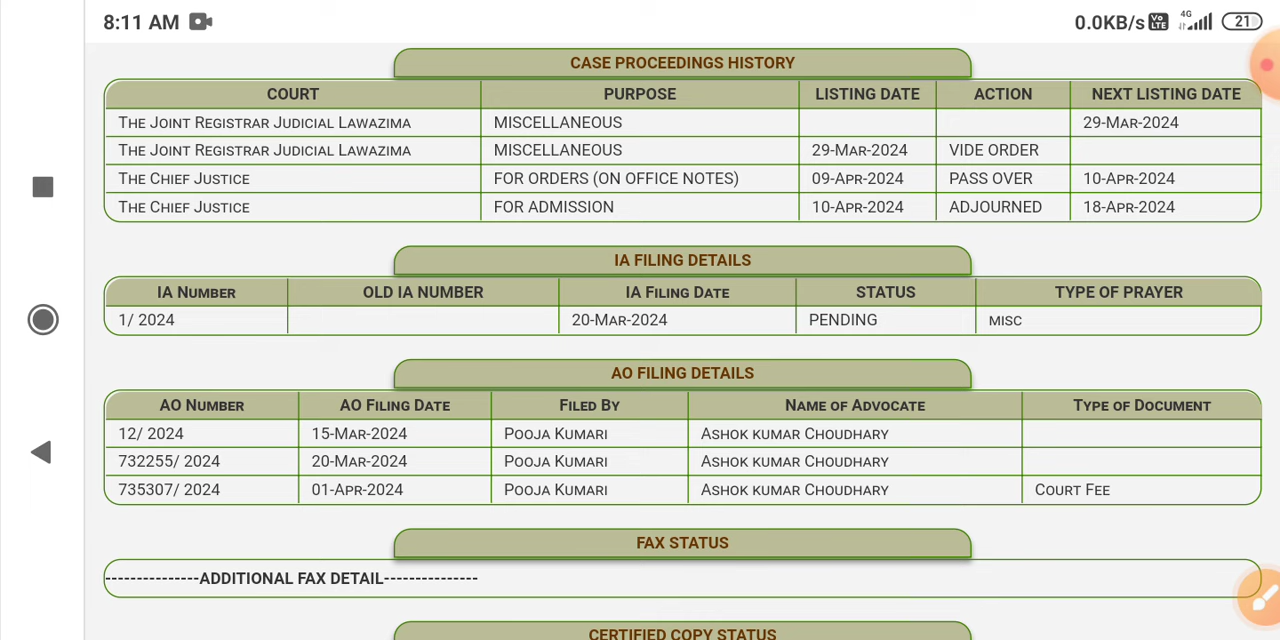 8:11 AM 0.0KB/s Vo LTE 4G 21
CASE PROCEEDINGS HISTORY
COURT PURPOSE LISTING DATE ACTION NEXT LISTING DATE
THE JOINT REGISTRAR JUDICIAL LAWAZIMA MISCELLANEOUS 29-MAR-2024
THE JOINT REGISTRAR JUDICIAL LAWAZIMA MISCELLANEOUS 29-MAR-2024 VIDE ORDER
THE CHIEF JUSTICE FOR ORDERS (ON OFFICE NOTES) 09-APR-2024 PASS OVER 10-APR-2024
THE CHIEF JUSTICE FOR ADMISSION 10-APR-2024 ADJOURNED 18-APR-2024
IA FILING DETAILS
IA NUMBER OLD IA NUMBER IA FILING DATE STATUS TYPE OF PRAYER
1/ 2024 20-MAR-2024 PENDING MISC
AO FILING DETAILS
AO NUMBER AO FILING DATE FILED BY NAME OF ADVOCATE TYPE OF DOCUMENT
12/ 2024 15-MAR-2024 POOJA KUMARI ASHOK KUMAR CHOUDHARY
732255/ 2024 20-MAR-2024 POOJA KUMARI ASHOK KUMAR CHOUDHARY
735307/ 2024 01-APR-2024 POOJA KUMARI ASHOK KUMAR CHOUDHARY COURT FEE
FAX STATUS
---------------ADDITIONAL FAX DETAIL---------------
CERTIFIED COPY STATUS